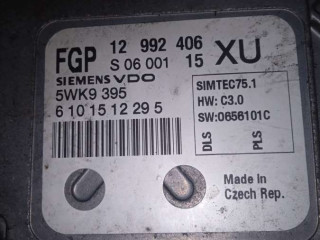 FGP 12 992 406 XU
S 06 001 15
SIEMENS VDO
5WK9 395
6 10 15 12 29 5
SIMTEC75.1
HW: C3.0
SW:0656101C
DLS PLS
Made in
Czech Rep.